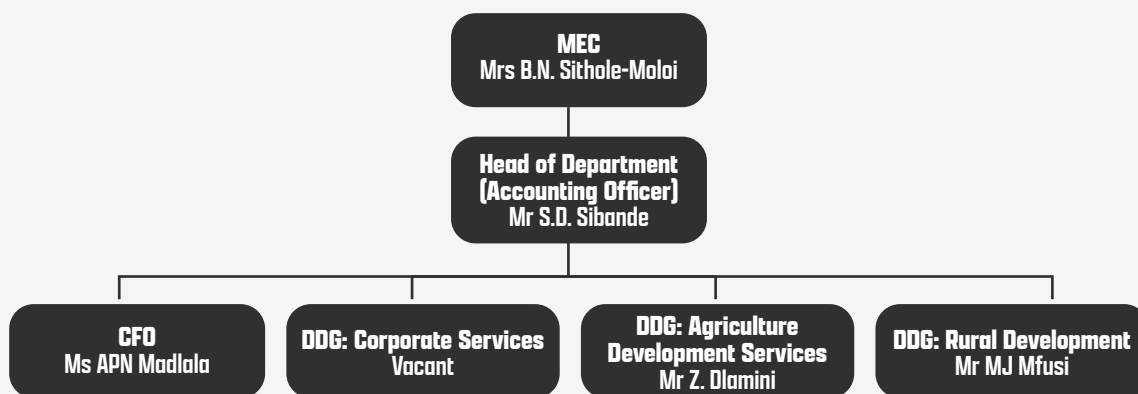 MEC
Mrs B.N. Sithole-Moloi
Head of Department
(Accounting Officer)
Mr S.D. Sibande
CFO
Ms APN Madlala
DDG: Corporate Services
Vacant
DDG: Agriculture
Development Services
Mr Z. Dlamini
DDG: Rural Development
Mr MJ Mfusi